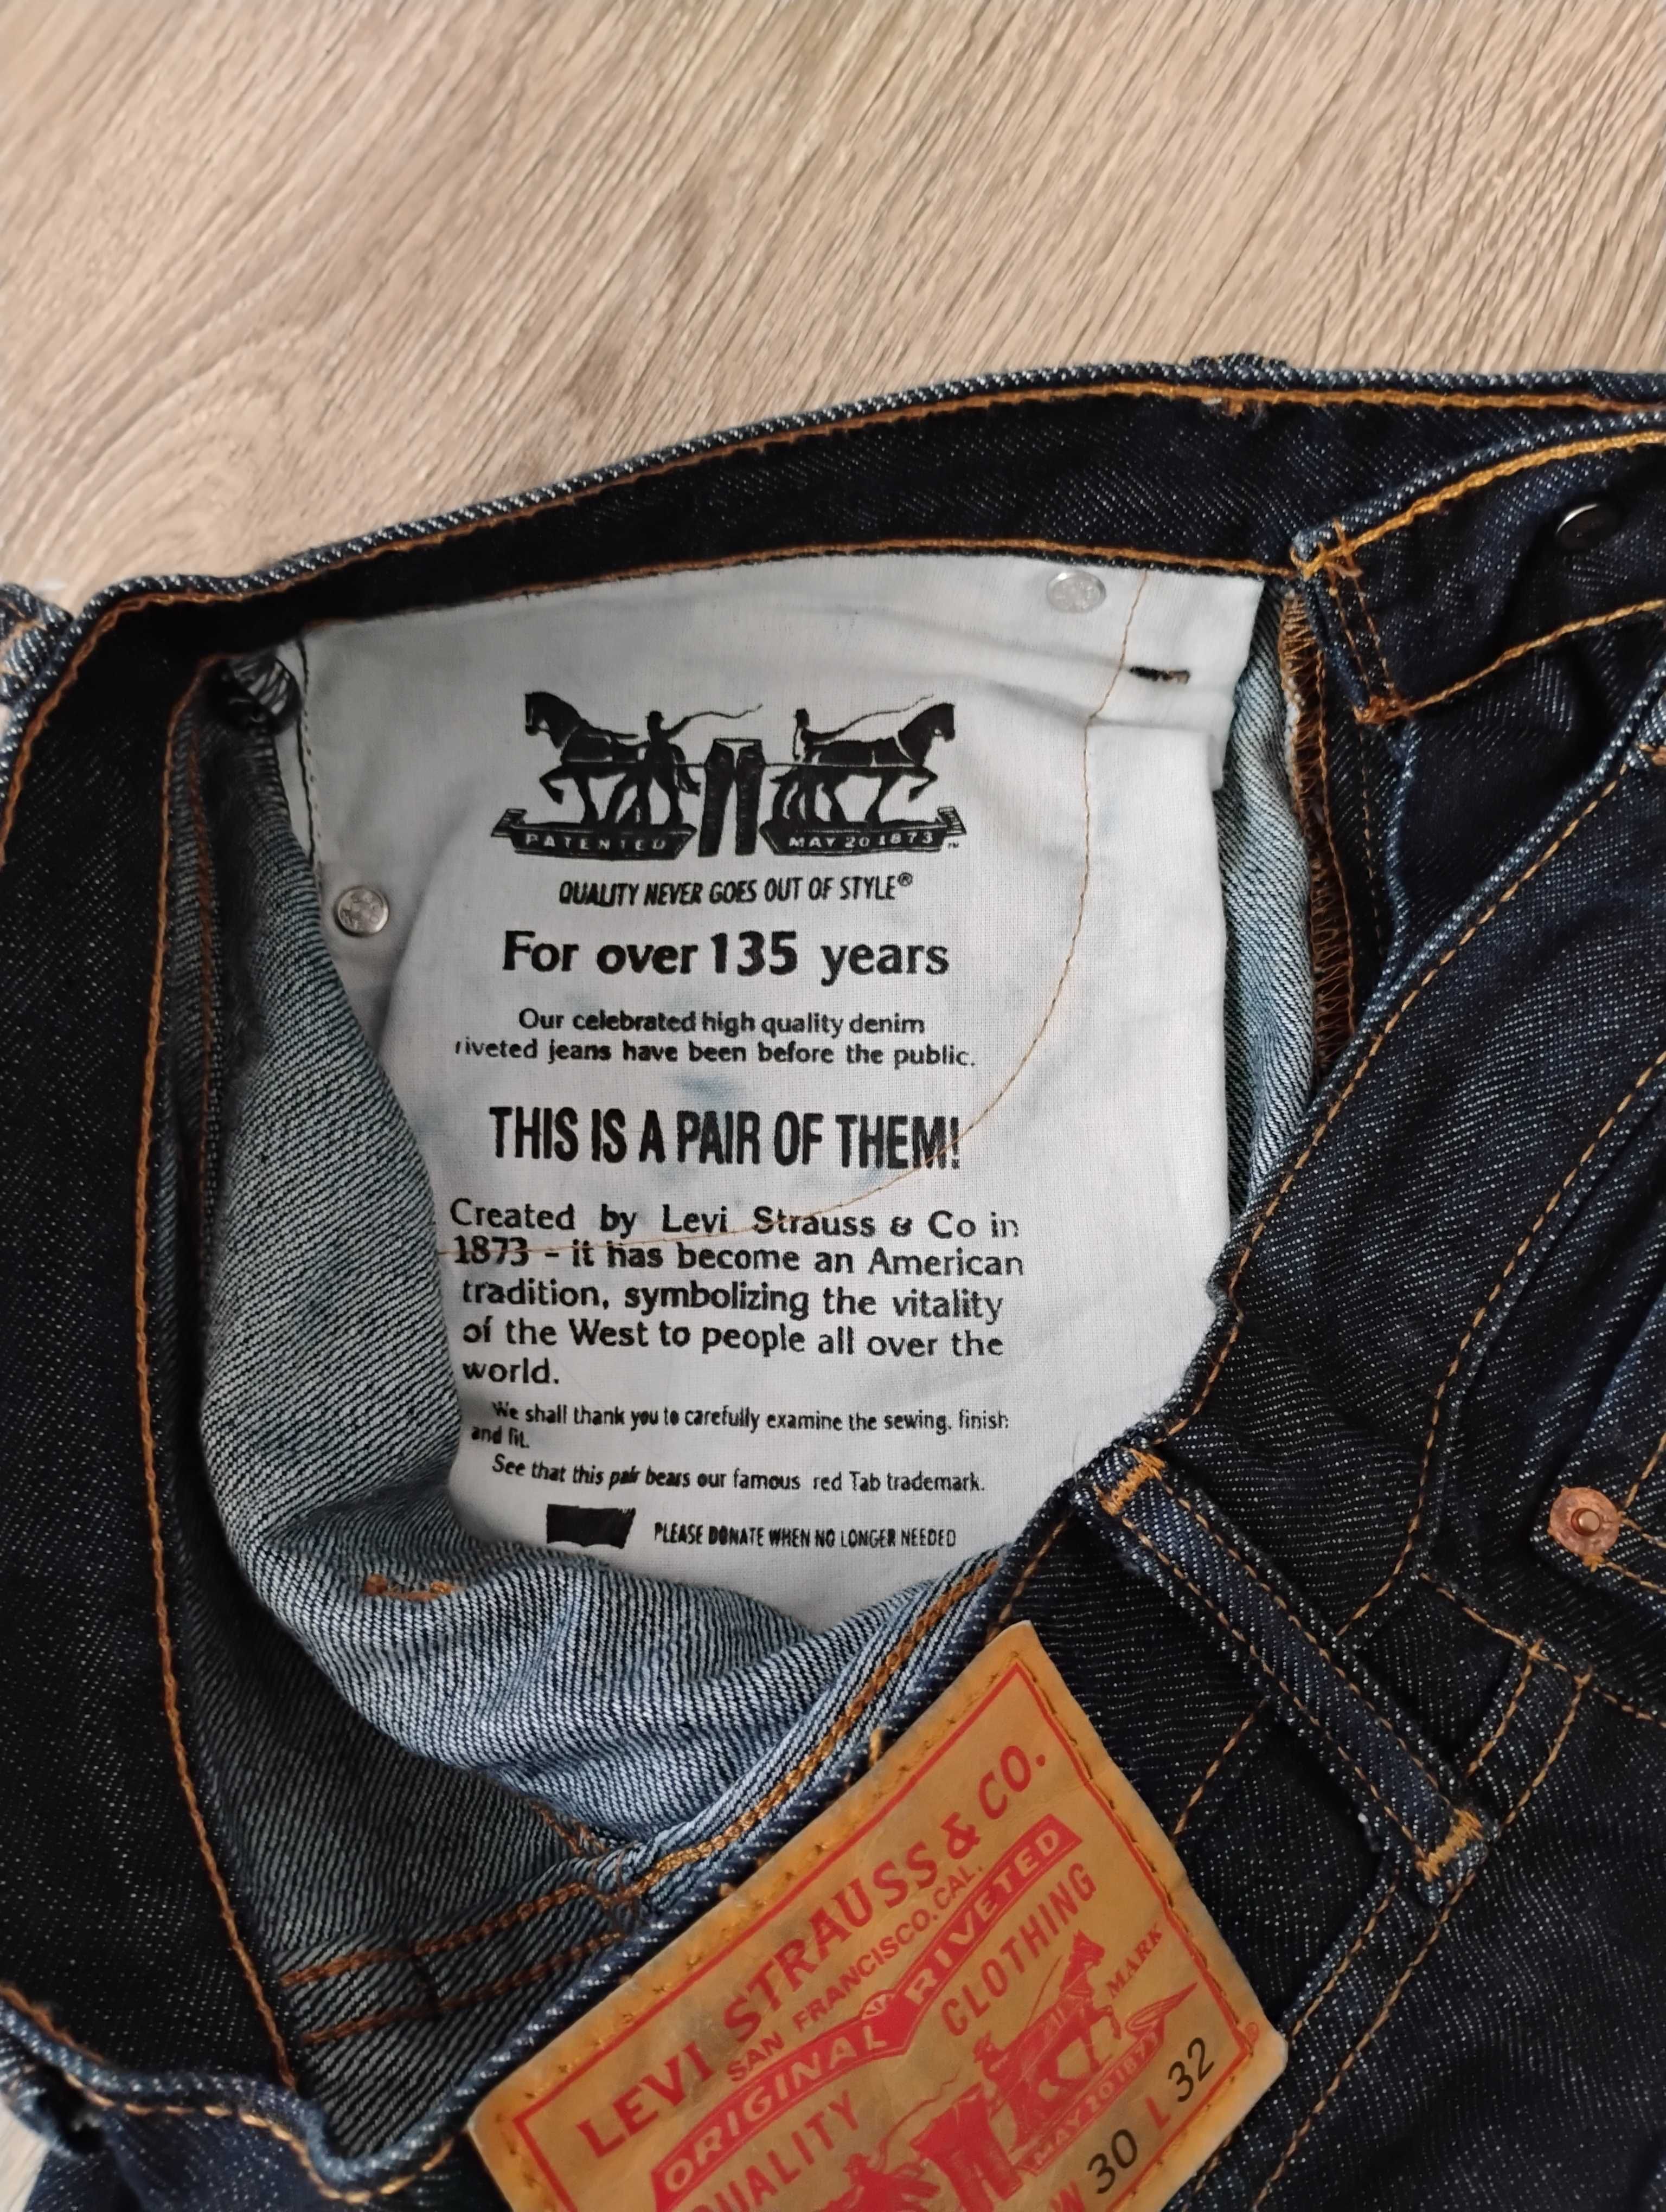 PATENTED MAY 20 1873 ™
QUALITY NEVER GOES OUT OF STYLE®
For over 135 years
Our celebrated high quality denim
riveted jeans have been before the public.
THIS IS A PAIR OF THEM!
Created by Levi Strauss & Co in
1873 – it has become an American
tradition, symbolizing the vitality
of the West to people all over the
world.
We shall thank you to carefully examine the sewing, finish
and fit.
See that this pair bears our famous red Tab trademark.
PLEASE DONATE WHEN NO LONGER NEEDED
LEVI STRAUSS & CO.
SAN FRANCISCO, CAL.
ORIGINAL RIVETED
QUALITY CLOTHING
MARK
MAY 20 1873
W 30 L 32